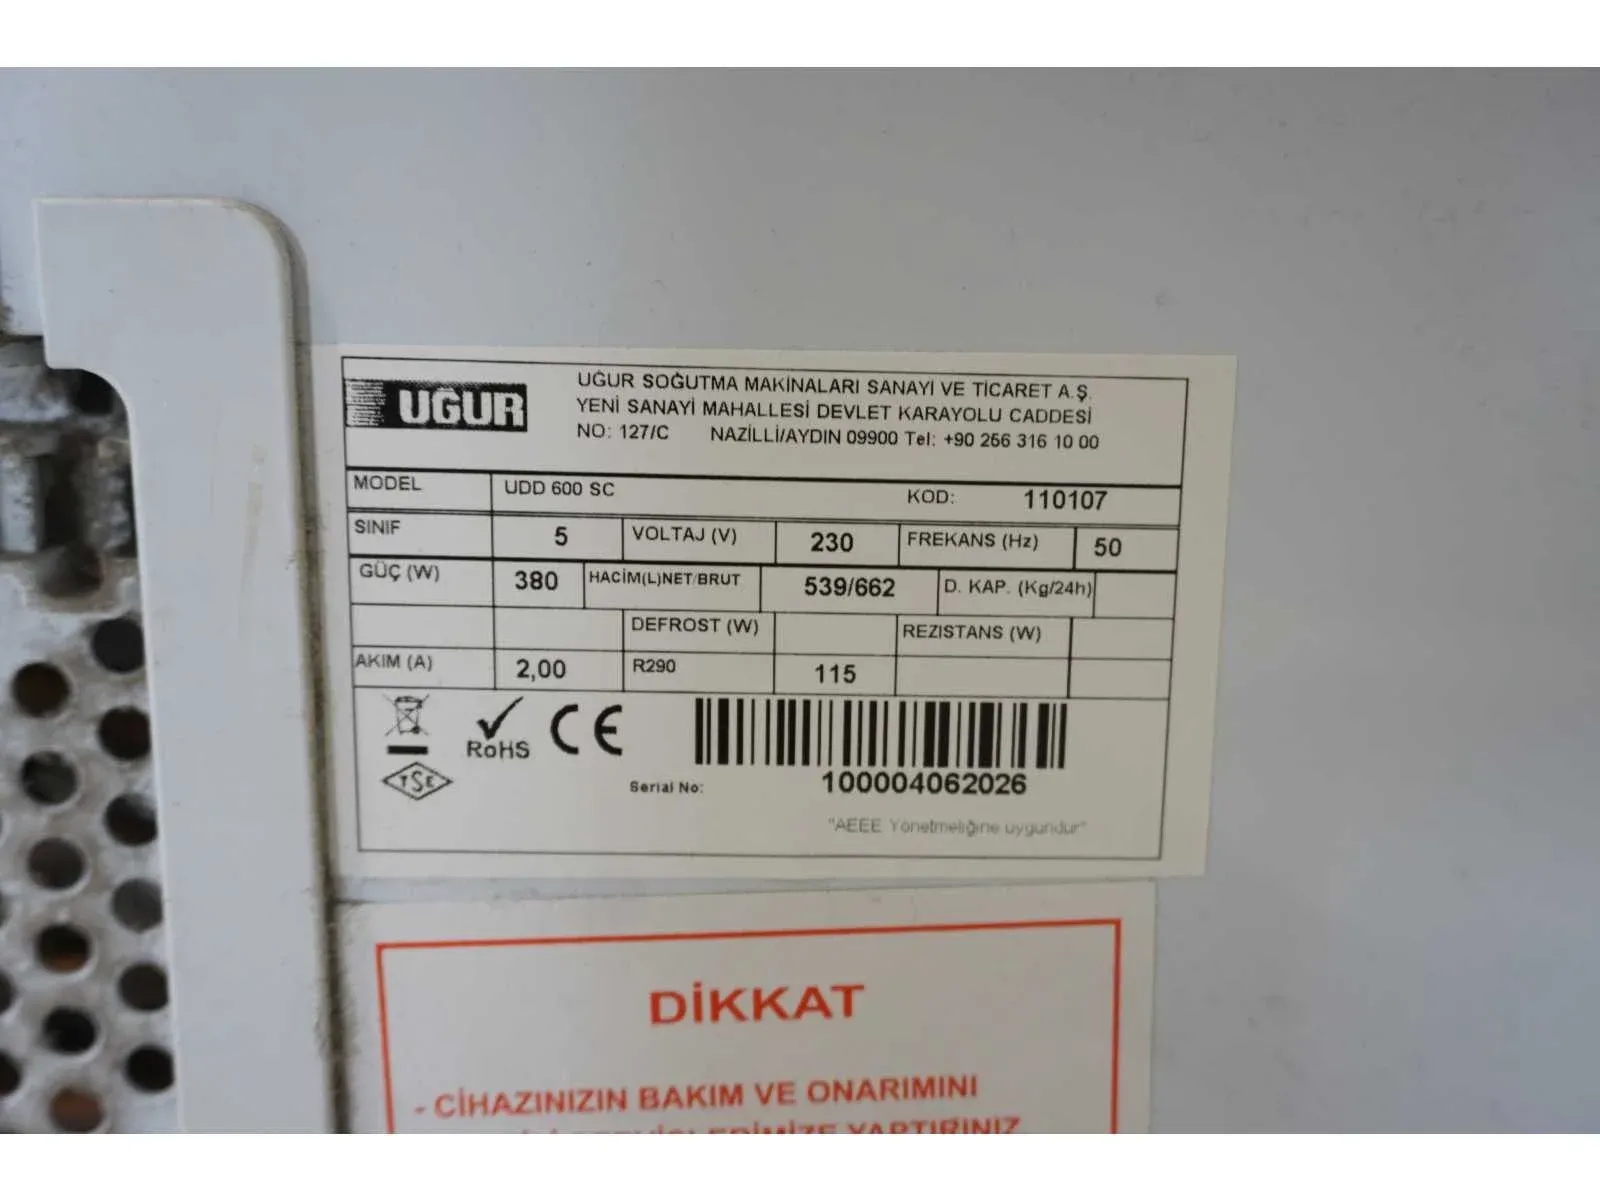 UĞUR
UĞUR SOĞUTMA MAKİNALARI SANAYİ VE TİCARET A.Ş.
YENİ SANAYİ MAHALLESİ DEVLET KARAYOLU CADDESİ
NO: 127/C NAZİLLİ/AYDIN 09900 Tel: +90 256 316 10 00
MODEL UDD 600 SC KOD: 110107
SINIF 5 VOLTAJ (V) 230 FREKANS (Hz) 50
GÜÇ (W) 380 HACİM(L)NET/BRUT 539/662 D. KAP. (Kg/24h)
DEFROST (W) REZISTANS (W)
AKIM (A) 2,00 R290 115
RoHS CE
TSE
Serial No: 100004062026
"AEEE Yönetmeliğine uygundur"
DİKKAT
- CİHAZINIZIN BAKIM VE ONARIMINI
YAPTIRINIZ